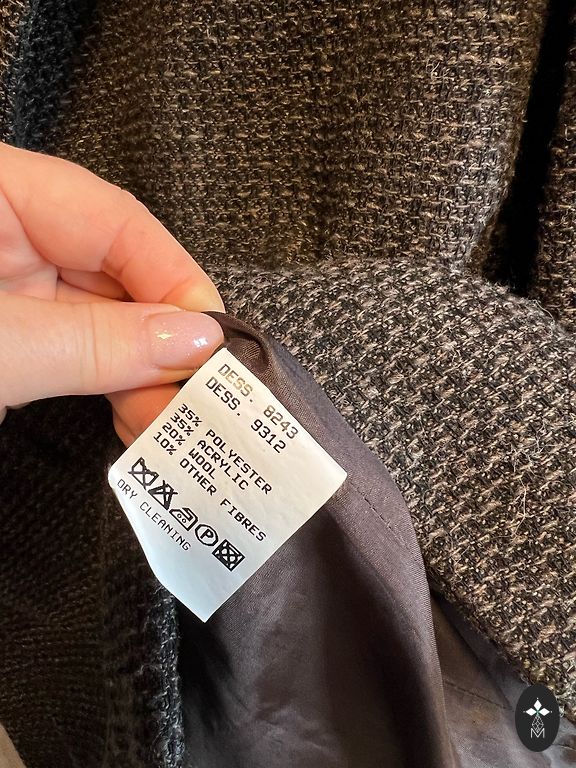 DESS. 8243
DESS. 9312
35% POLYESTER
35% ACRYLIC
20% WOOL
10% OTHER FIBRES
P
DRY CLEANING
M